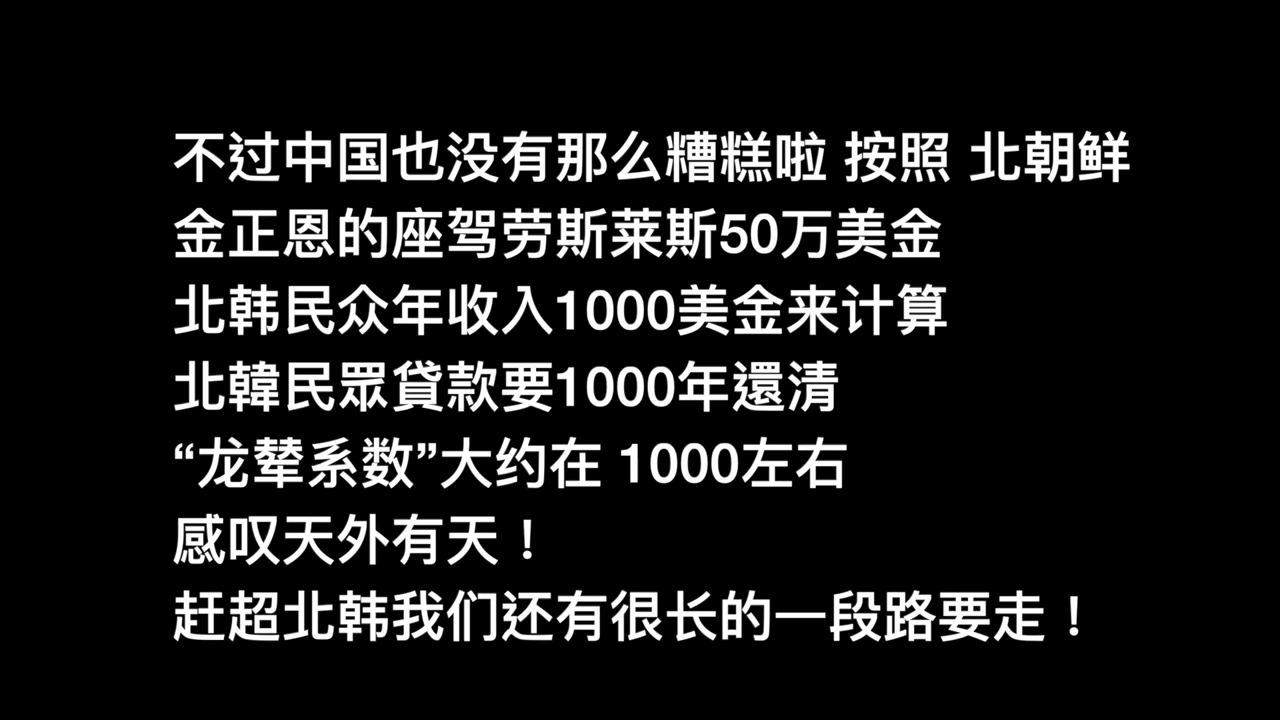 不过中国也没有那么糟糕啦 按照 北朝鲜
金正恩的座驾劳斯莱斯50万美金
北韩民众年收入1000美金来计算
北韓民眾貸款要1000年還清
“龙辇系数”大约在 1000左右
感叹天外有天！
赶超北韩我们还有很长的一段路要走！